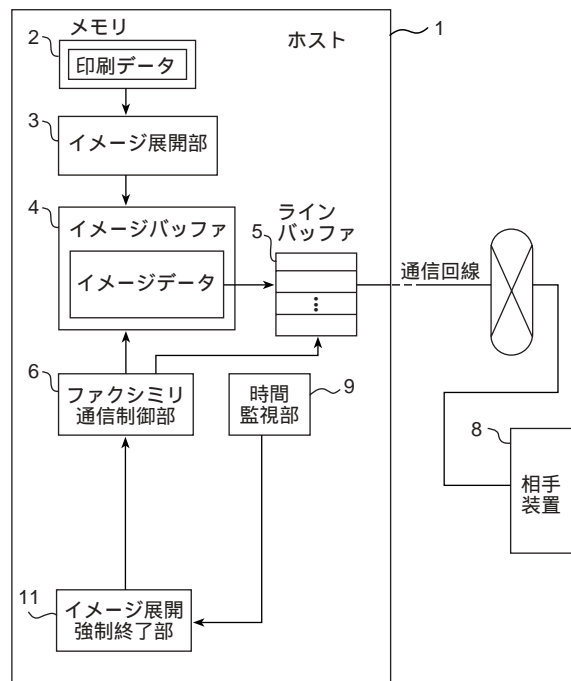 メモリ
2
印刷データ
ホスト
1
3
イメージ展開部
4
イメージバッファ
イメージデータ
ライン
バッファ
5
通信回線
6
ファクシミリ
通信制御部
時間
監視部
9
8
相手
装置
11
イメージ展開
強制終了部